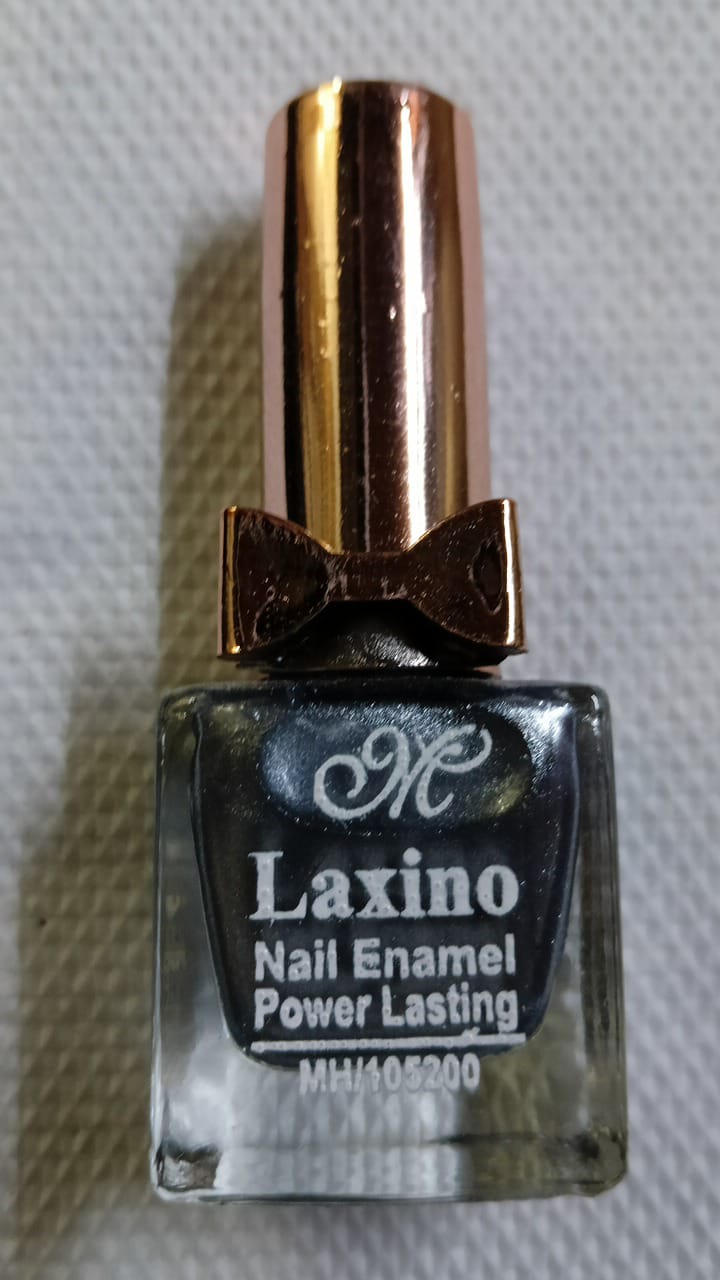 M
Laxino
Nail Enamel
Power Lasting
MH/105200